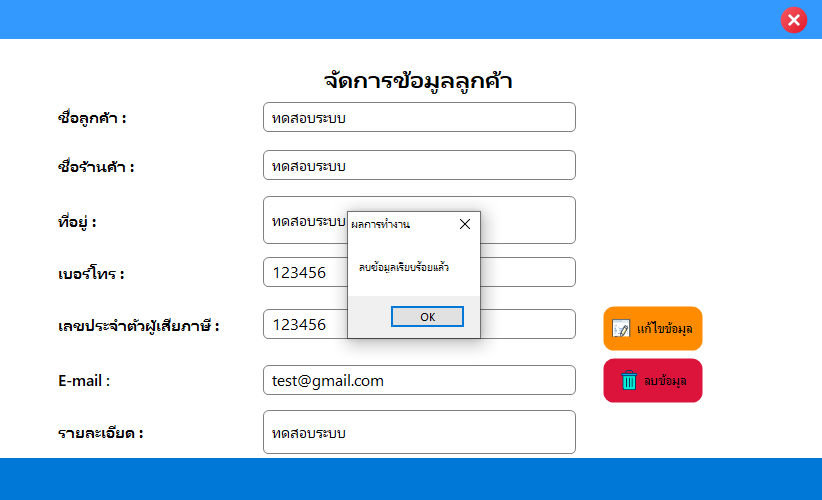 จัดการข้อมูลลูกค้า
ชื่อลูกค้า : ทดสอบระบบ
ชื่อร้านค้า : ทดสอบระบบ
ที่อยู่ : ทดสอบระบบ
ผลการทำงาน
ลบข้อมูลเรียบร้อยแล้ว
OK
เบอร์โทร : 123456
เลขประจำตัวผู้เสียภาษี : 123456
แก้ไขข้อมูล
E-mail : test@gmail.com
ลบข้อมูล
รายละเอียด : ทดสอบระบบ